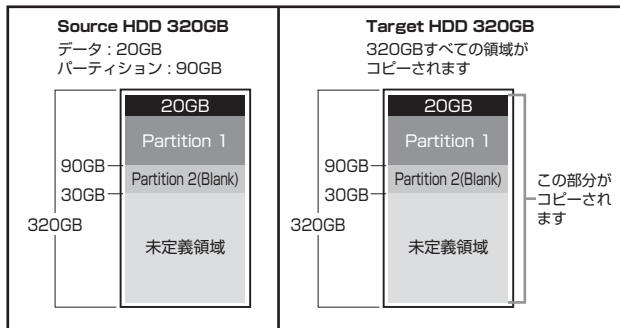 Source HDD 320GB
データ：20GB
パーティション：90GB
20GB
Partition 1
90GB
Partition 2(Blank)
30GB
320GB
未定義領域
Target HDD 320GB
320GBすべての領域が
コピーされます
20GB
Partition 1
90GB
Partition 2(Blank)
30GB
320GB
未定義領域
この部分が
コピーされ
ます